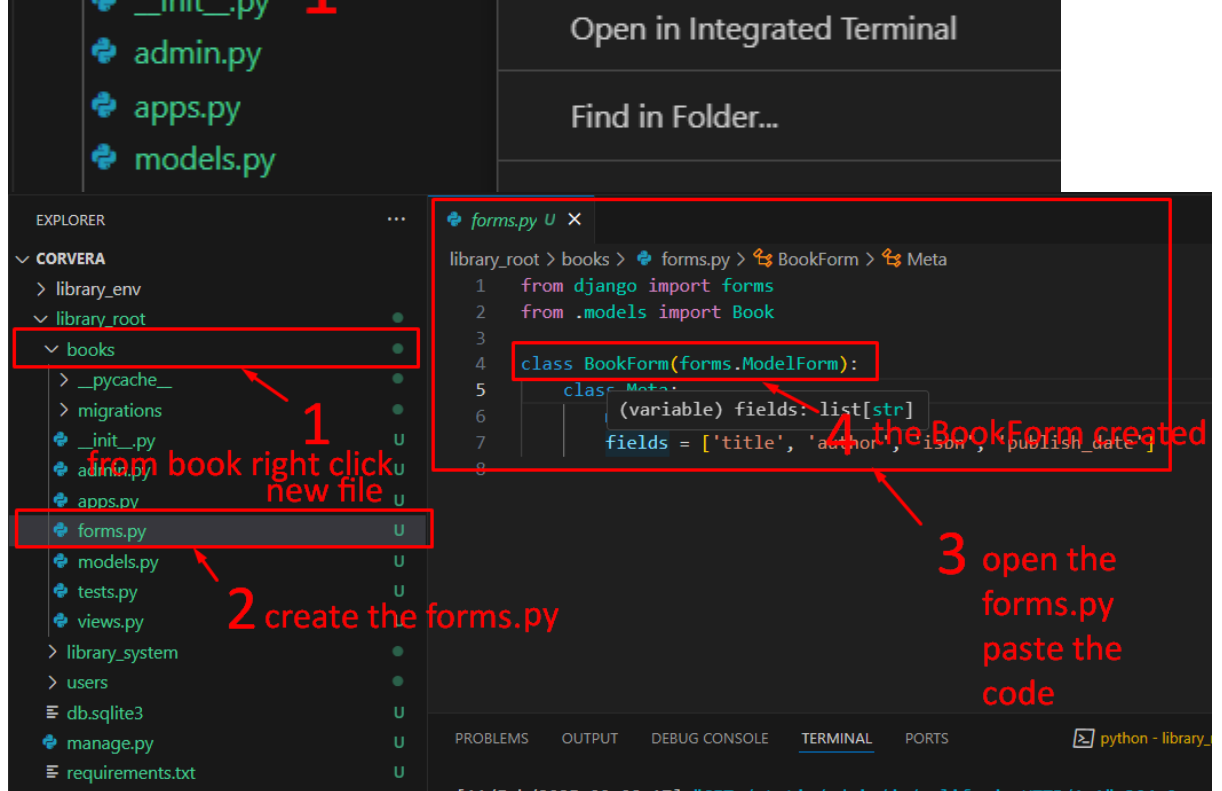 __init__.py 1
admin.py
apps.py
models.py
Open in Integrated Terminal
Find in Folder...
EXPLORER ...
CORVERA
library_env
library_root
books
__pycache__
migrations
__init__.py U
admin.py U
apps.py U
forms.py U
models.py U
tests.py U
views.py
library_system
users
db.sqlite3 U
manage.py U
requirements.txt U
1
from book right click
new file
2 create the forms.py
forms.py U
library_root > books > forms.py > BookForm > Meta
1 from django import forms
2 from .models import Book
3
4 class BookForm(forms.ModelForm):
5 class Meta:
6
(variable) fields: list[str]
7 fields = ['title', 'author', 'isbn', 'publish_date']
8
4 the BookForm created
3 open the
forms.py
paste the
code
PROBLEMS OUTPUT DEBUG CONSOLE TERMINAL PORTS
python - library_